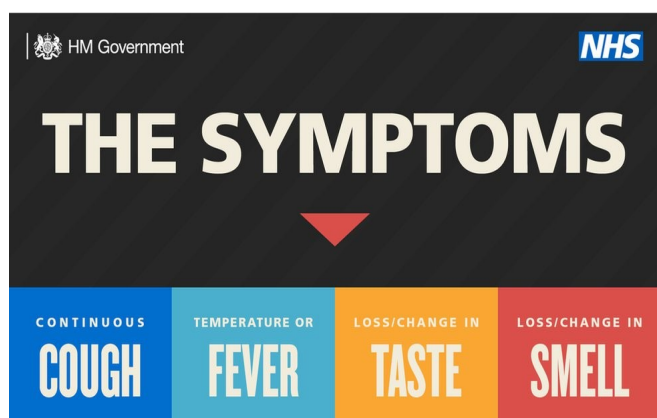 HM Government
NHS
THE SYMPTOMS
CONTINUOUS
COUGH
TEMPERATURE OR
FEVER
LOSS/CHANGE IN
TASTE
LOSS/CHANGE IN
SMELL